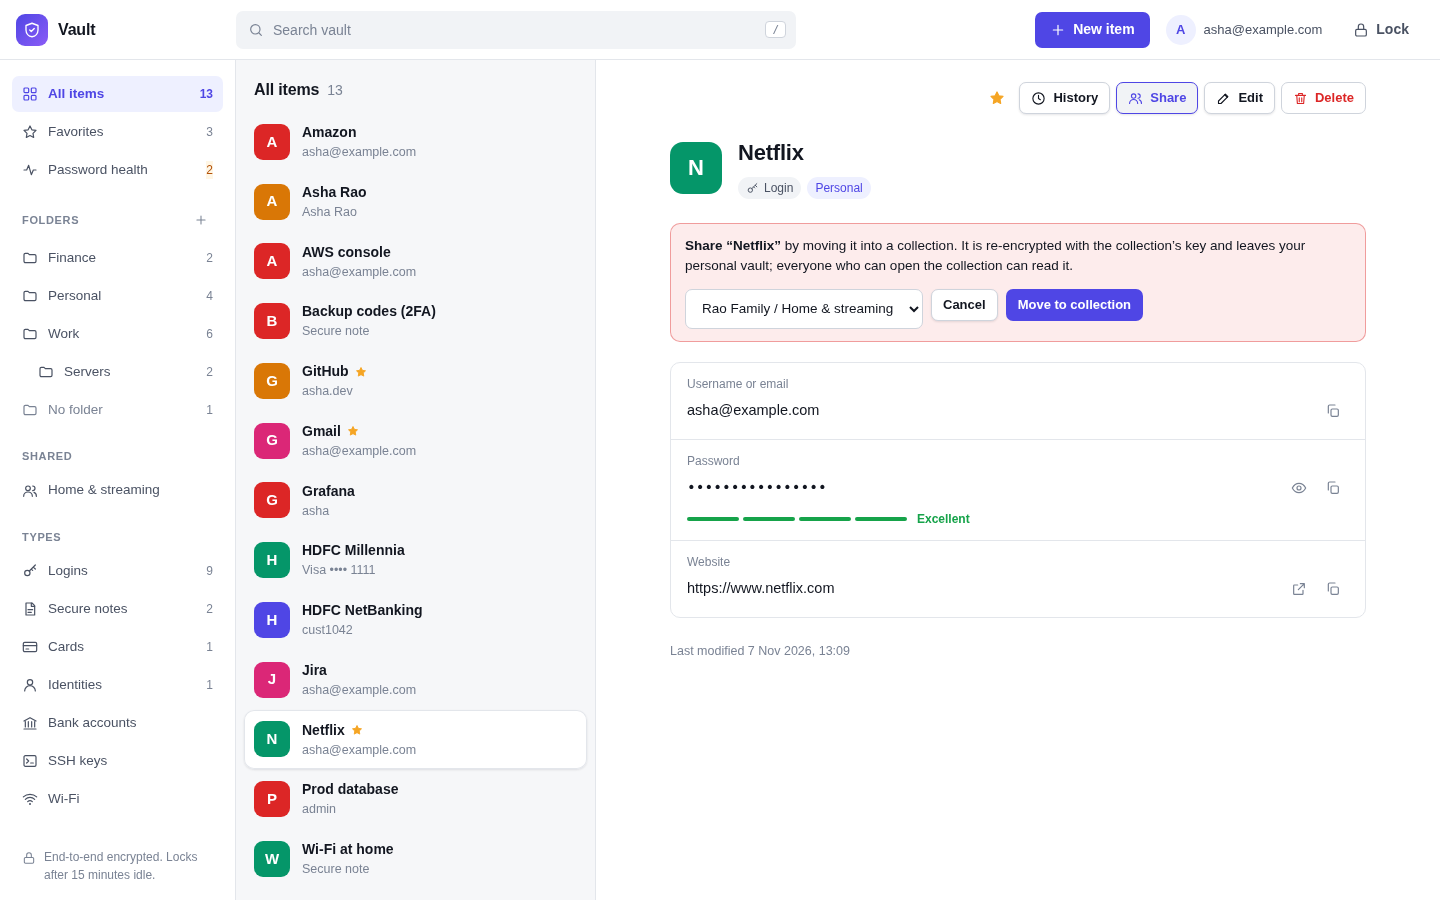 Vault
Search vault
/
New item
A
asha@example.com
Lock
All items 13
Favorites 3
Password health 2
FOLDERS
Finance 2
Personal 4
Work 6
Servers 2
No folder 1
SHARED
Home & streaming
TYPES
Logins 9
Secure notes 2
Cards 1
Identities 1
Bank accounts
SSH keys
Wi-Fi
End-to-end encrypted. Locks
after 15 minutes idle.
All items 13
A
Amazon
asha@example.com
A
Asha Rao
Asha Rao
A
AWS console
asha@example.com
B
Backup codes (2FA)
Secure note
G
GitHub
asha.dev
G
Gmail
asha@example.com
G
Grafana
asha
H
HDFC Millennia
Visa •••• 1111
H
HDFC NetBanking
cust1042
J
Jira
asha@example.com
N
Netflix
asha@example.com
P
Prod database
admin
W
Wi-Fi at home
Secure note
History
Share
Edit
Delete
N
Netflix
Login
Personal
Share “Netflix” by moving it into a collection. It is re-encrypted with the collection’s key and leaves your
personal vault; everyone who can open the collection can read it.
Rao Family / Home & streaming
Cancel
Move to collection
Username or email
asha@example.com
Password
••••••••••••••••
Excellent
Website
https://www.netflix.com
Last modified 7 Nov 2026, 13:09